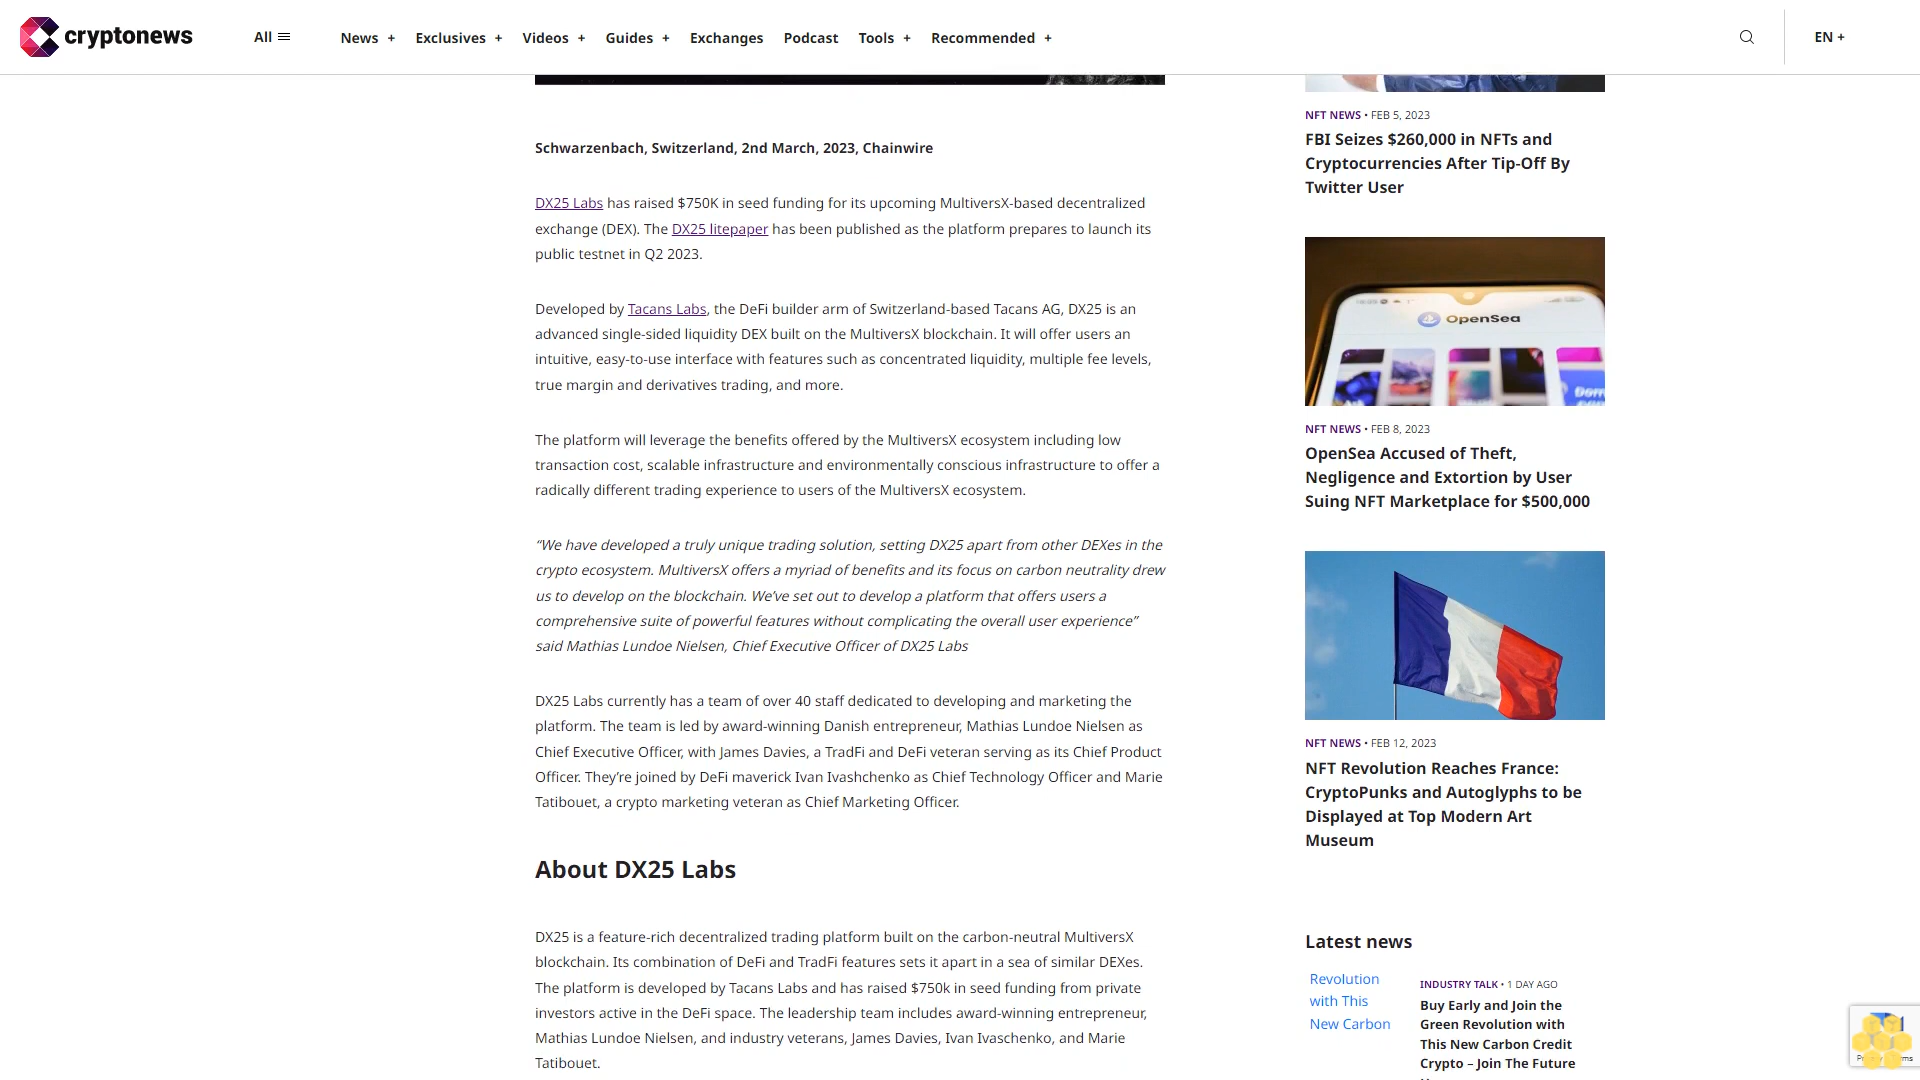 cryptonews
All
News +
Exclusives +
Videos +
Guides +
Exchanges
Podcast
Tools +
Recommended +
EN +
Schwarzenbach, Switzerland, 2nd March, 2023, Chainwire
DX25 Labs has raised $750K in seed funding for its upcoming MultiversX-based decentralized
exchange (DEX). The DX25 litepaper has been published as the platform prepares to launch its
public testnet in Q2 2023.
Developed by Tacans Labs, the DeFi builder arm of Switzerland-based Tacans AG, DX25 is an
advanced single-sided liquidity DEX built on the MultiversX blockchain. It will offer users an
intuitive, easy-to-use interface with features such as concentrated liquidity, multiple fee levels,
true margin and derivatives trading, and more.
The platform will leverage the benefits offered by the MultiversX ecosystem including low
transaction cost, scalable infrastructure and environmentally conscious infrastructure to offer a
radically different trading experience to users of the MultiversX ecosystem.
“We have developed a truly unique trading solution, setting DX25 apart from other DEXes in the
crypto ecosystem. MultiversX offers a myriad of benefits and its focus on carbon neutrality drew
us to develop on the blockchain. We’ve set out to develop a platform that offers users a
comprehensive suite of powerful features without complicating the overall user experience”
said Mathias Lundoe Nielsen, Chief Executive Officer of DX25 Labs
DX25 Labs currently has a team of over 40 staff dedicated to developing and marketing the
platform. The team is led by award-winning Danish entrepreneur, Mathias Lundoe Nielsen as
Chief Executive Officer, with James Davies, a TradFi and DeFi veteran serving as its Chief Product
Officer. They’re joined by DeFi maverick Ivan Ivashchenko as Chief Technology Officer and Marie
Tatibouet, a crypto marketing veteran as Chief Marketing Officer.
About DX25 Labs
DX25 is a feature-rich decentralized trading platform built on the carbon-neutral MultiversX
blockchain. Its combination of DeFi and TradFi features sets it apart in a sea of similar DEXes.
The platform is developed by Tacans Labs and has raised $750k in seed funding from private
investors active in the DeFi space. The leadership team includes award-winning entrepreneur,
Mathias Lundoe Nielsen, and industry veterans, James Davies, Ivan Ivaschenko, and Marie
Tatibouet.
NFT NEWS • FEB 5, 2023
FBI Seizes $260,000 in NFTs and
Cryptocurrencies After Tip-Off By
Twitter User
OpenSea
NFT NEWS • FEB 8, 2023
OpenSea Accused of Theft,
Negligence and Extortion by User
Suing NFT Marketplace for $500,000
NFT NEWS • FEB 12, 2023
NFT Revolution Reaches France:
CryptoPunks and Autoglyphs to be
Displayed at Top Modern Art
Museum
Latest news
Revolution
with This
New Carbon
INDUSTRY TALK • 1 DAY AGO
Buy Early and Join the
Green Revolution with
This New Carbon Credit
Crypto – Join The Future